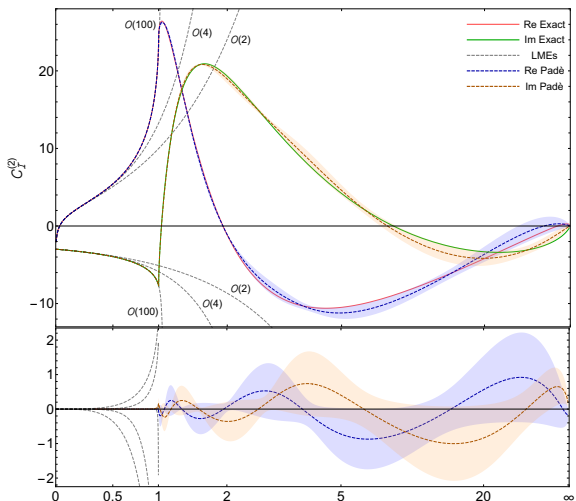 O(100)
O(4)
O(2)
Re Exact
Im Exact
LMEs
Re Padè
Im Padè
20
10
0
-10
C_I^(2)
O(100)
O(4)
O(2)
2
1
0
-1
-2
0 0.5 1 2 5 20 ∞